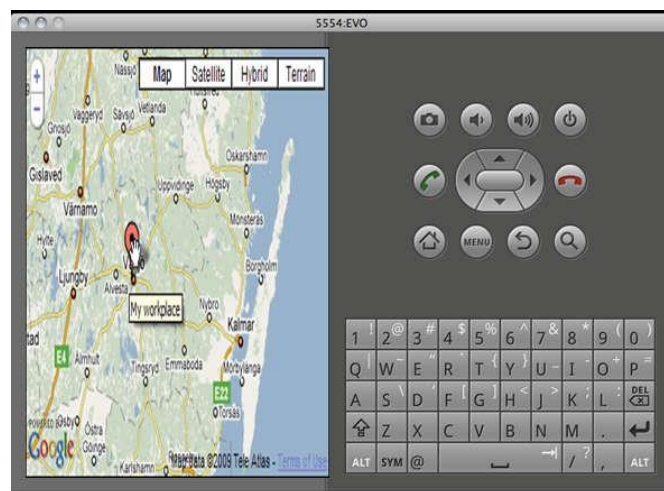 5554:EVO
Map Satellite Hybrid Terrain
Nässjö
Vaggeryd
Sävsjö
Vetlanda
Gnosjö
Oskarshamn
Gislaved
Uppvidinge
Högsby
Värnamo
Mönsterås
Hylte
Borgholm
Ljungby
Alvesta
My workplace
Nybro
Kalmar
E4
Älmhult
Tingsryd
Emmaboda
Mörbylånga
E22
Torsås
POWERED BY
Google
Osby
Östra
Göinge
Karlshamn
Map data ©2009 Tele Atlas - Terms of Use
MENU
1 ! 2 @ 3 # 4 $ 5 % 6 ^ 7 & 8 * 9 ( 0 )
Q | W ~ E " R ` T { Y } U _ I - O + P =
A S \ D ' F [ G ] H < J > K ; L : DEL
Z X C V B N M .
ALT SYM @ / ? , ALT